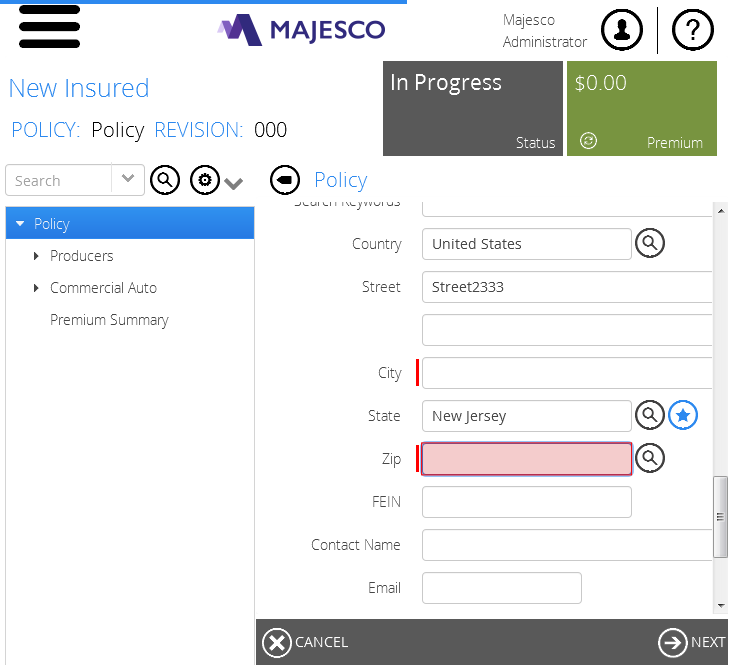 MAJESCO
Majesco
Administrator
?
New Insured
POLICY: Policy REVISION: 000
In Progress
Status
$0.00
Premium
Search
Policy
Policy
Producers
Commercial Auto
Premium Summary
Search Keywords
Country United States
Street Street2333
City
State New Jersey
Zip
FEIN
Contact Name
Email
CANCEL
NEXT